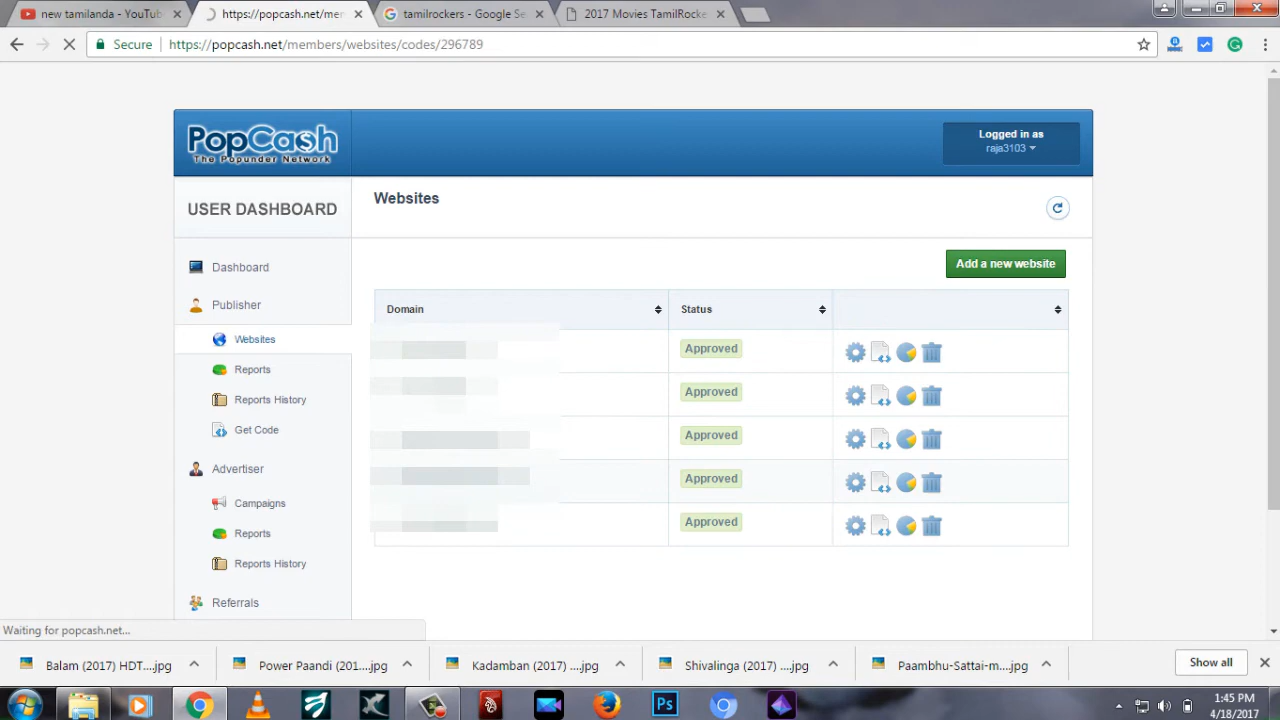 new tamilanda - YouTub
https://popcash.net/mem
tamilrockers - Google Se
2017 Movies TamilRocke
Secure
https://popcash.net/members/websites/codes/296789
PopCash
The Popunder Network
Logged in as
raja3103
USER DASHBOARD
Websites
Dashboard
Add a new website
Publisher
Domain
Status
Websites
Approved
Reports
Approved
Reports History
Get Code
Approved
Advertiser
Approved
Campaigns
Approved
Reports
Reports History
Referrals
Waiting for popcash.net...
Balam (2017) HDT....jpg
Power Paandi (201....jpg
Kadamban (2017) ....jpg
Shivalinga (2017) ....jpg
Paambhu-Sattai-m....jpg
Show all
Ps
1:45 PM
4/18/2017